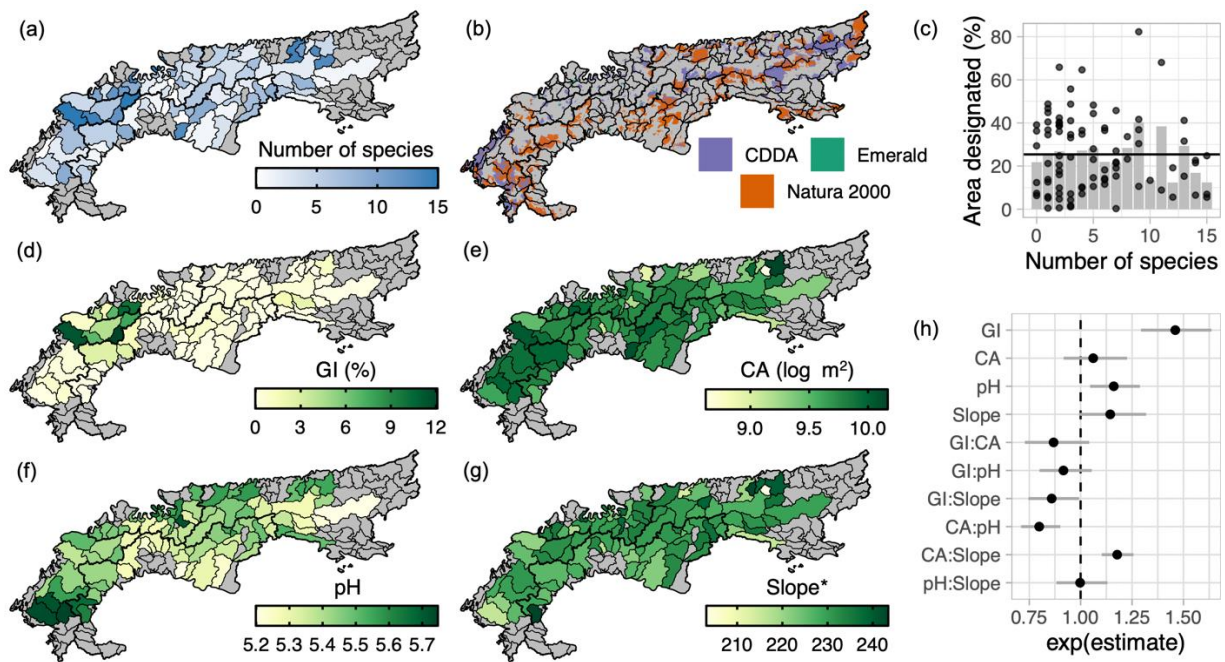 (a)
Number of species
0 5 10 15
(b)
CDDA
Emerald
Natura 2000
(c)
Area designated (%)
80
60
40
20
0
0 5 10 15
Number of species
(d)
GI (%)
0 3 6 9 12
(e)
CA (log m²)
9.0 9.5 10.0
(f)
pH
5.2 5.3 5.4 5.5 5.6 5.7
(g)
Slope*
210 220 230 240
(h)
GI
CA
pH
Slope
GI:CA
GI:pH
GI:Slope
CA:pH
CA:Slope
pH:Slope
0.75 1.00 1.25 1.50
exp(estimate)